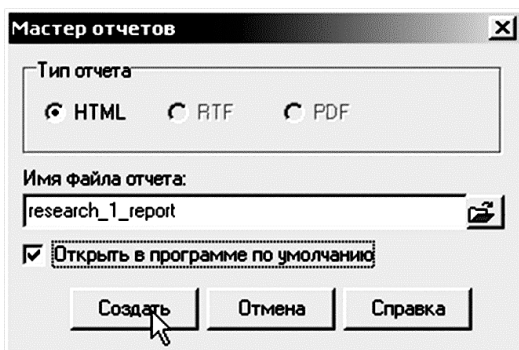 Мастер отчетов
Тип отчета
HTML RTF PDF
Имя файла отчета:
research_1_report
Открыть в программе по умолчанию
Создать Отмена Справка